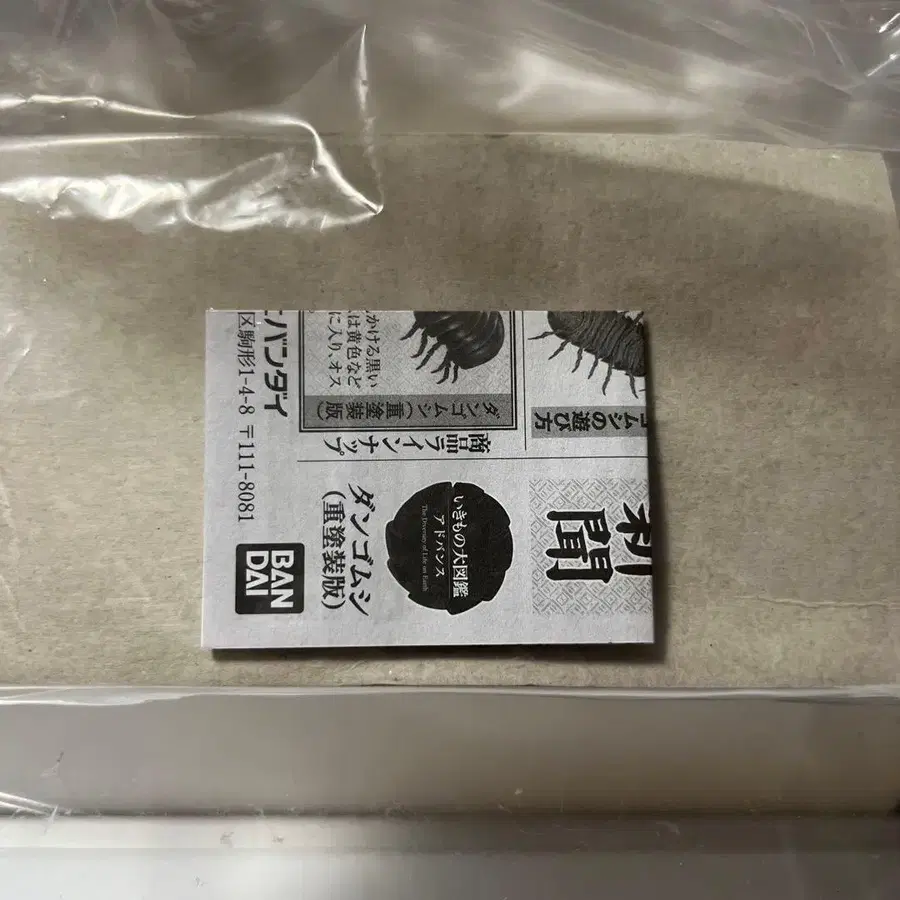 聞
ムシの遊び方
いきもの大図鑑
アドバンス
The Diversity of Life on Earth
ダンゴムシ
(重塗装版)
商品ラインナップ
ダンゴムシ(重塗装版)
かける黒い
は黄色など
に入り、オス
バンダイ
区駒形1-4-8 〒111-8081
BAN
DAI